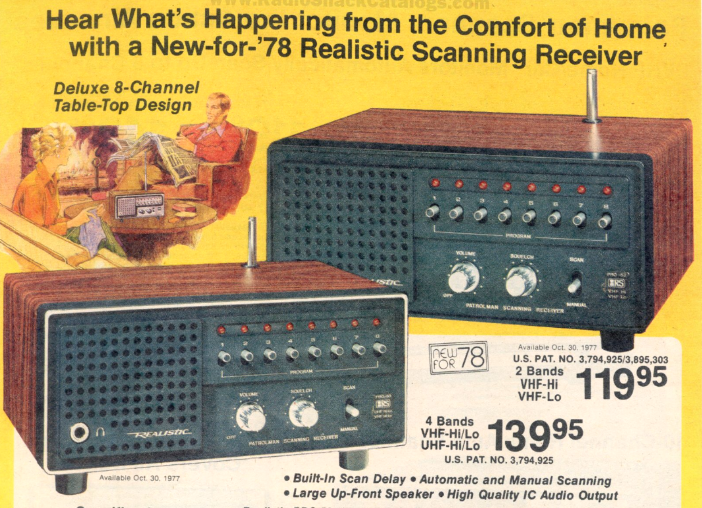 www.RadioShackCatalogs.com
Hear What's Happening from the Comfort of Home
with a New-for-'78 Realistic Scanning Receiver
Deluxe 8-Channel
Table-Top Design
1 2 3 4 5 6 7 8
PROGRAM
VOLUME SQUELCH SCAN
OFF MANUAL
PATROLMAN SCANNING RECEIVER
NEW FOR '78
Available Oct. 30, 1977
U.S. PAT. NO. 3,794,925/3,895,303
2 Bands
VHF-Hi
VHF-Lo
119 95
1 2 3 4 5 6 7 8
PROGRAM
VOLUME SQUELCH SCAN
OFF MANUAL
REALISTIC
PATROLMAN SCANNING RECEIVER
4 Bands
VHF-Hi/Lo
UHF-Hi/Lo
139 95
U.S. PAT. NO. 3,794,925
Available Oct. 30, 1977
• Built-In Scan Delay • Automatic and Manual Scanning
• Large Up-Front Speaker • High Quality IC Audio Output